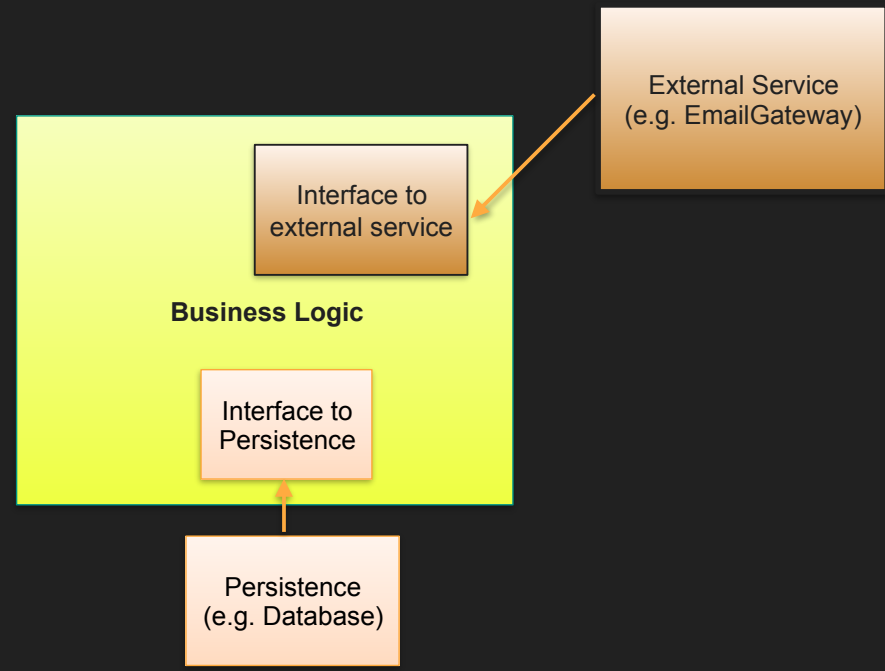 External Service
(e.g. EmailGateway)
Interface to
external service
Business Logic
Interface to
Persistence
Persistence
(e.g. Database)